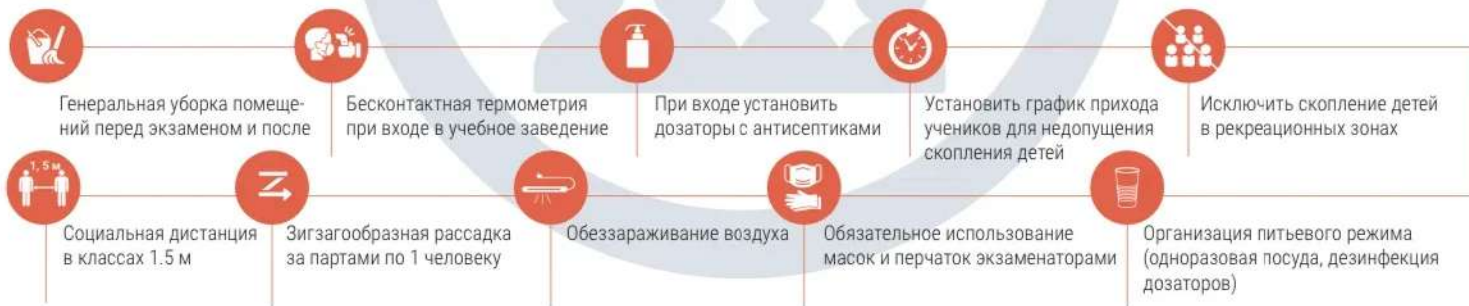 Генеральная уборка помеще-
ний перед экзаменом и после
Бесконтактная термометрия
при входе в учебное заведение
При входе установить
дозаторы с антисептиками
Установить график прихода
учеников для недопущения
скопления детей
Исключить скопление детей
в рекреационных зонах
1, 5 м
Социальная дистанция
в классах 1.5 м
Зигзагообразная рассадка
за партами по 1 человеку
Обеззараживание воздуха
Обязательное использование
масок и перчаток экзаменаторами
Организация питьевого режима
(одноразовая посуда, дезинфекция
дозаторов)